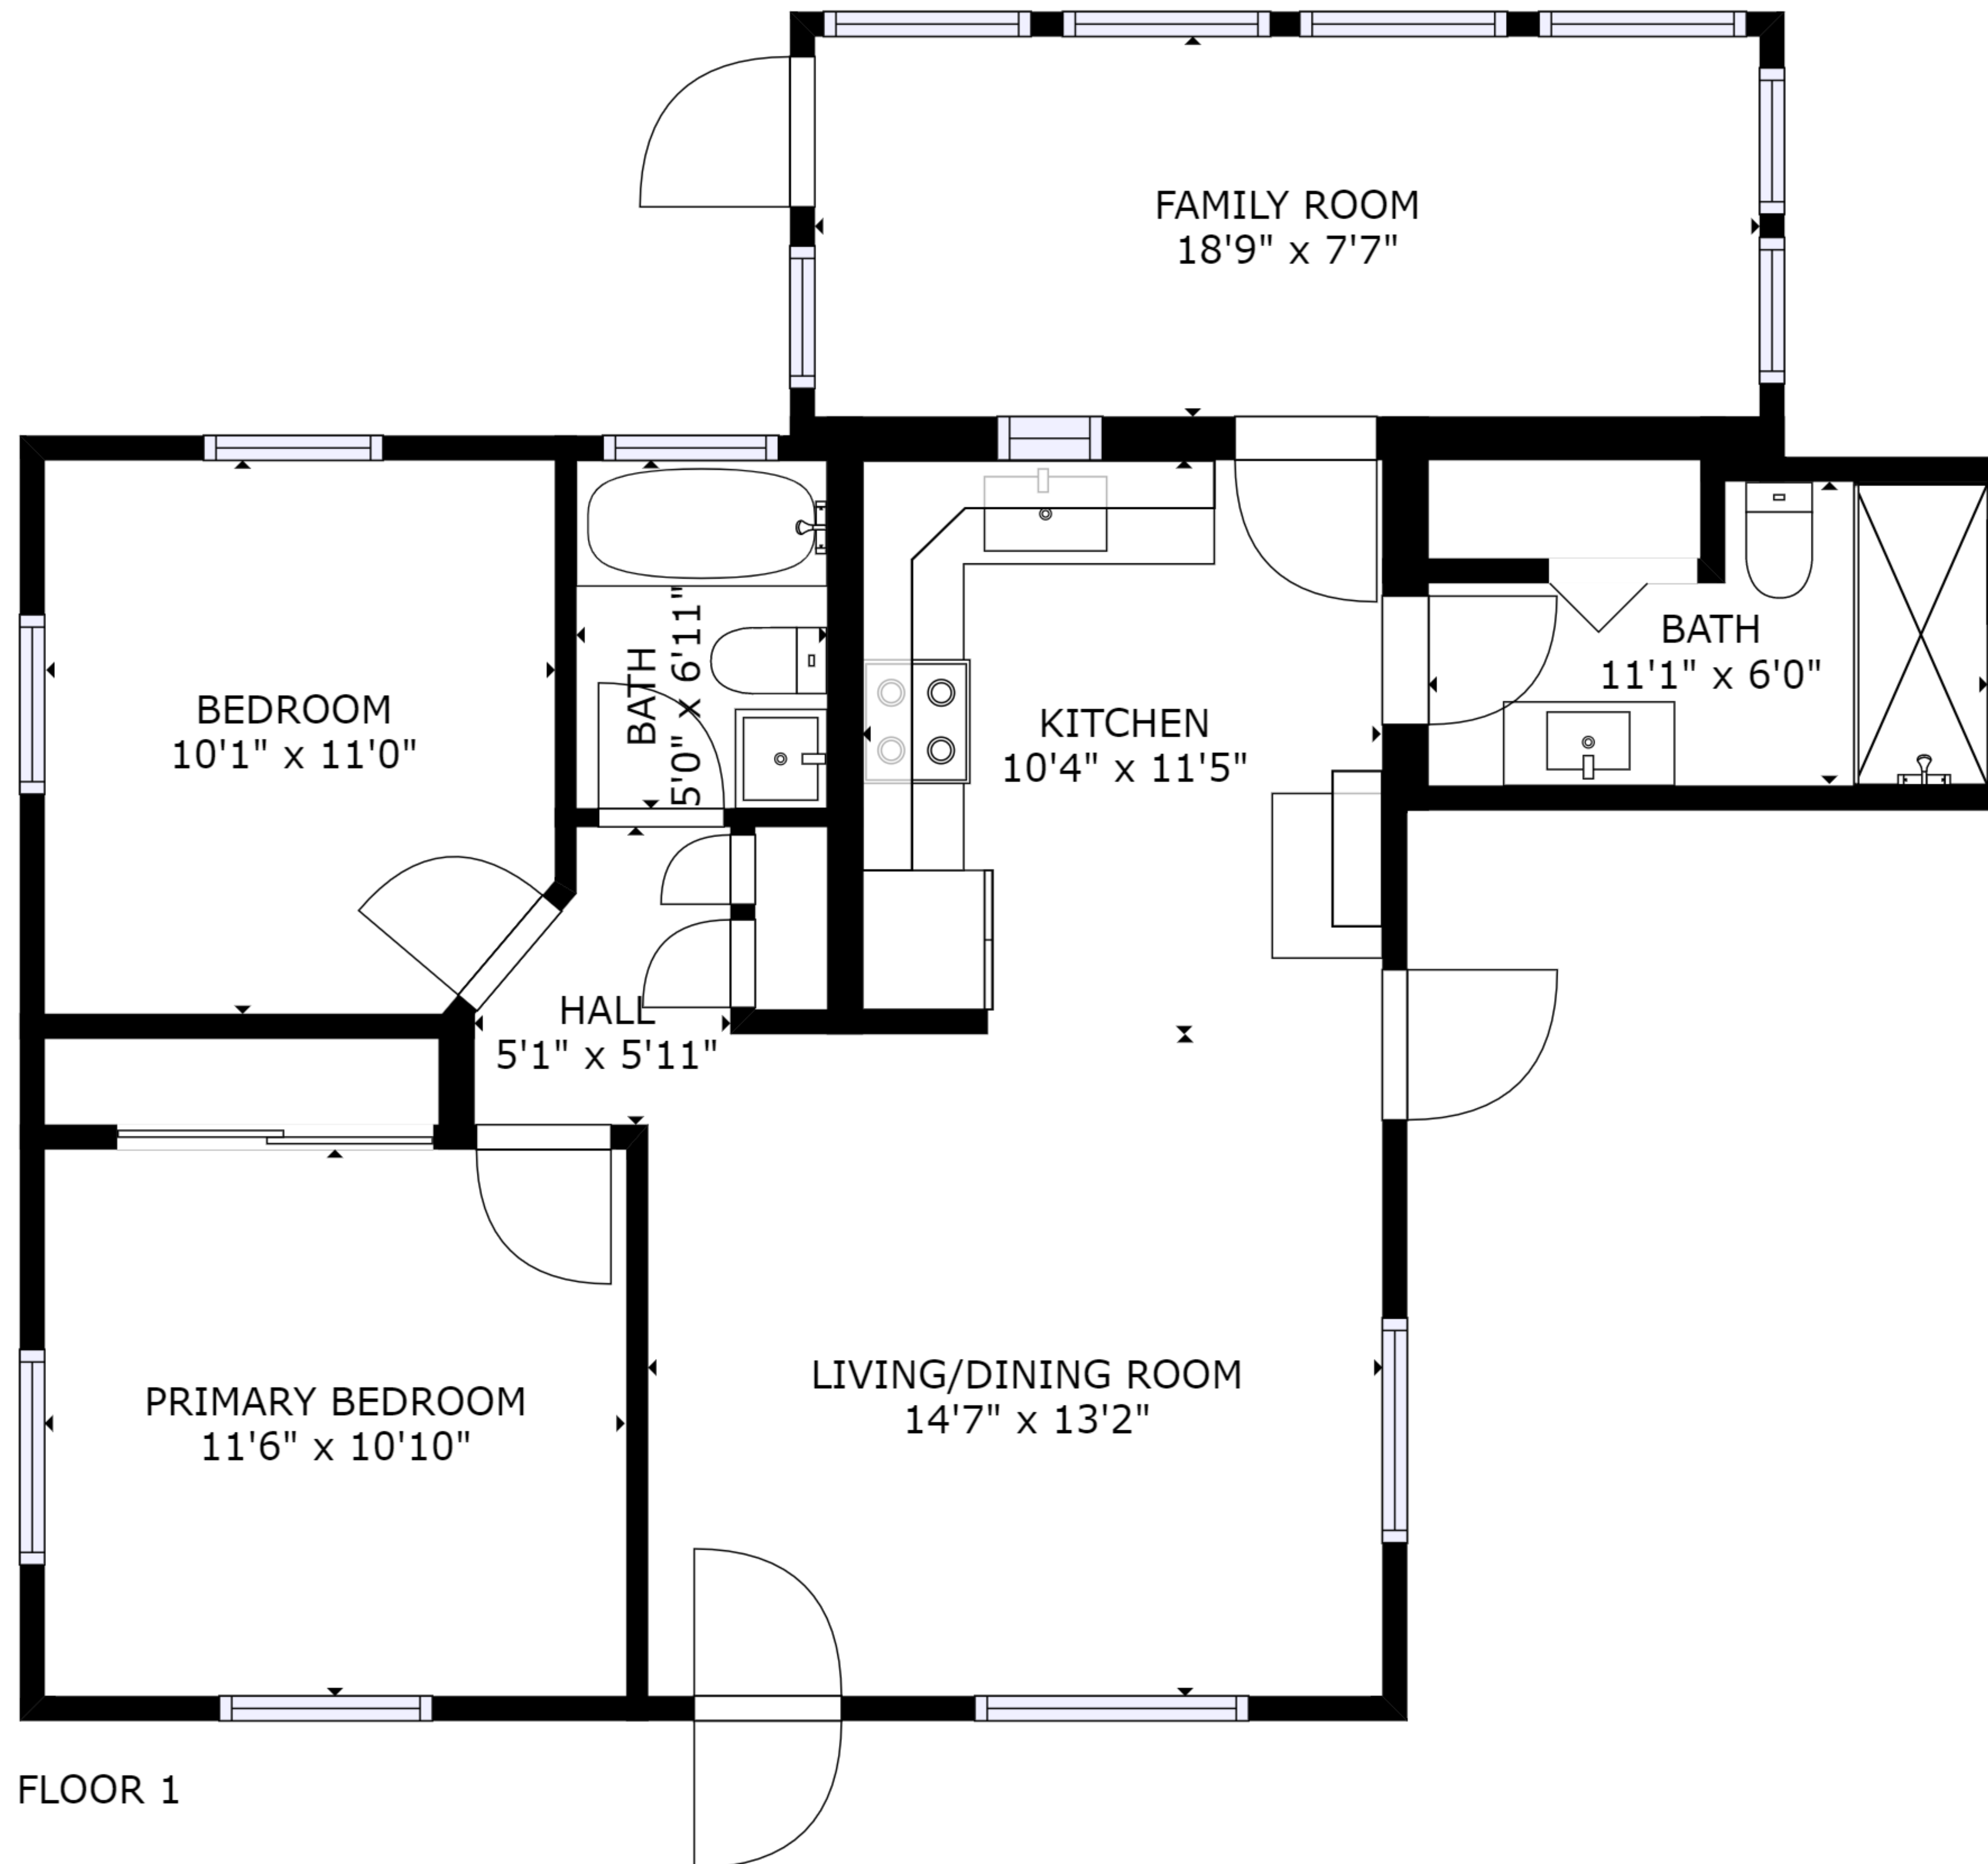 FAMILY ROOM
18'9" x 7'7"
BATH
11'1" x 6'0"
BEDROOM
10'1" x 11'0"
BATH
5'0" x 6'11"
KITCHEN
10'4" x 11'5"
HALL
5'1" x 5'11"
LIVING/DINING ROOM
14'7" x 13'2"
PRIMARY BEDROOM
11'6" x 10'10"
FLOOR 1